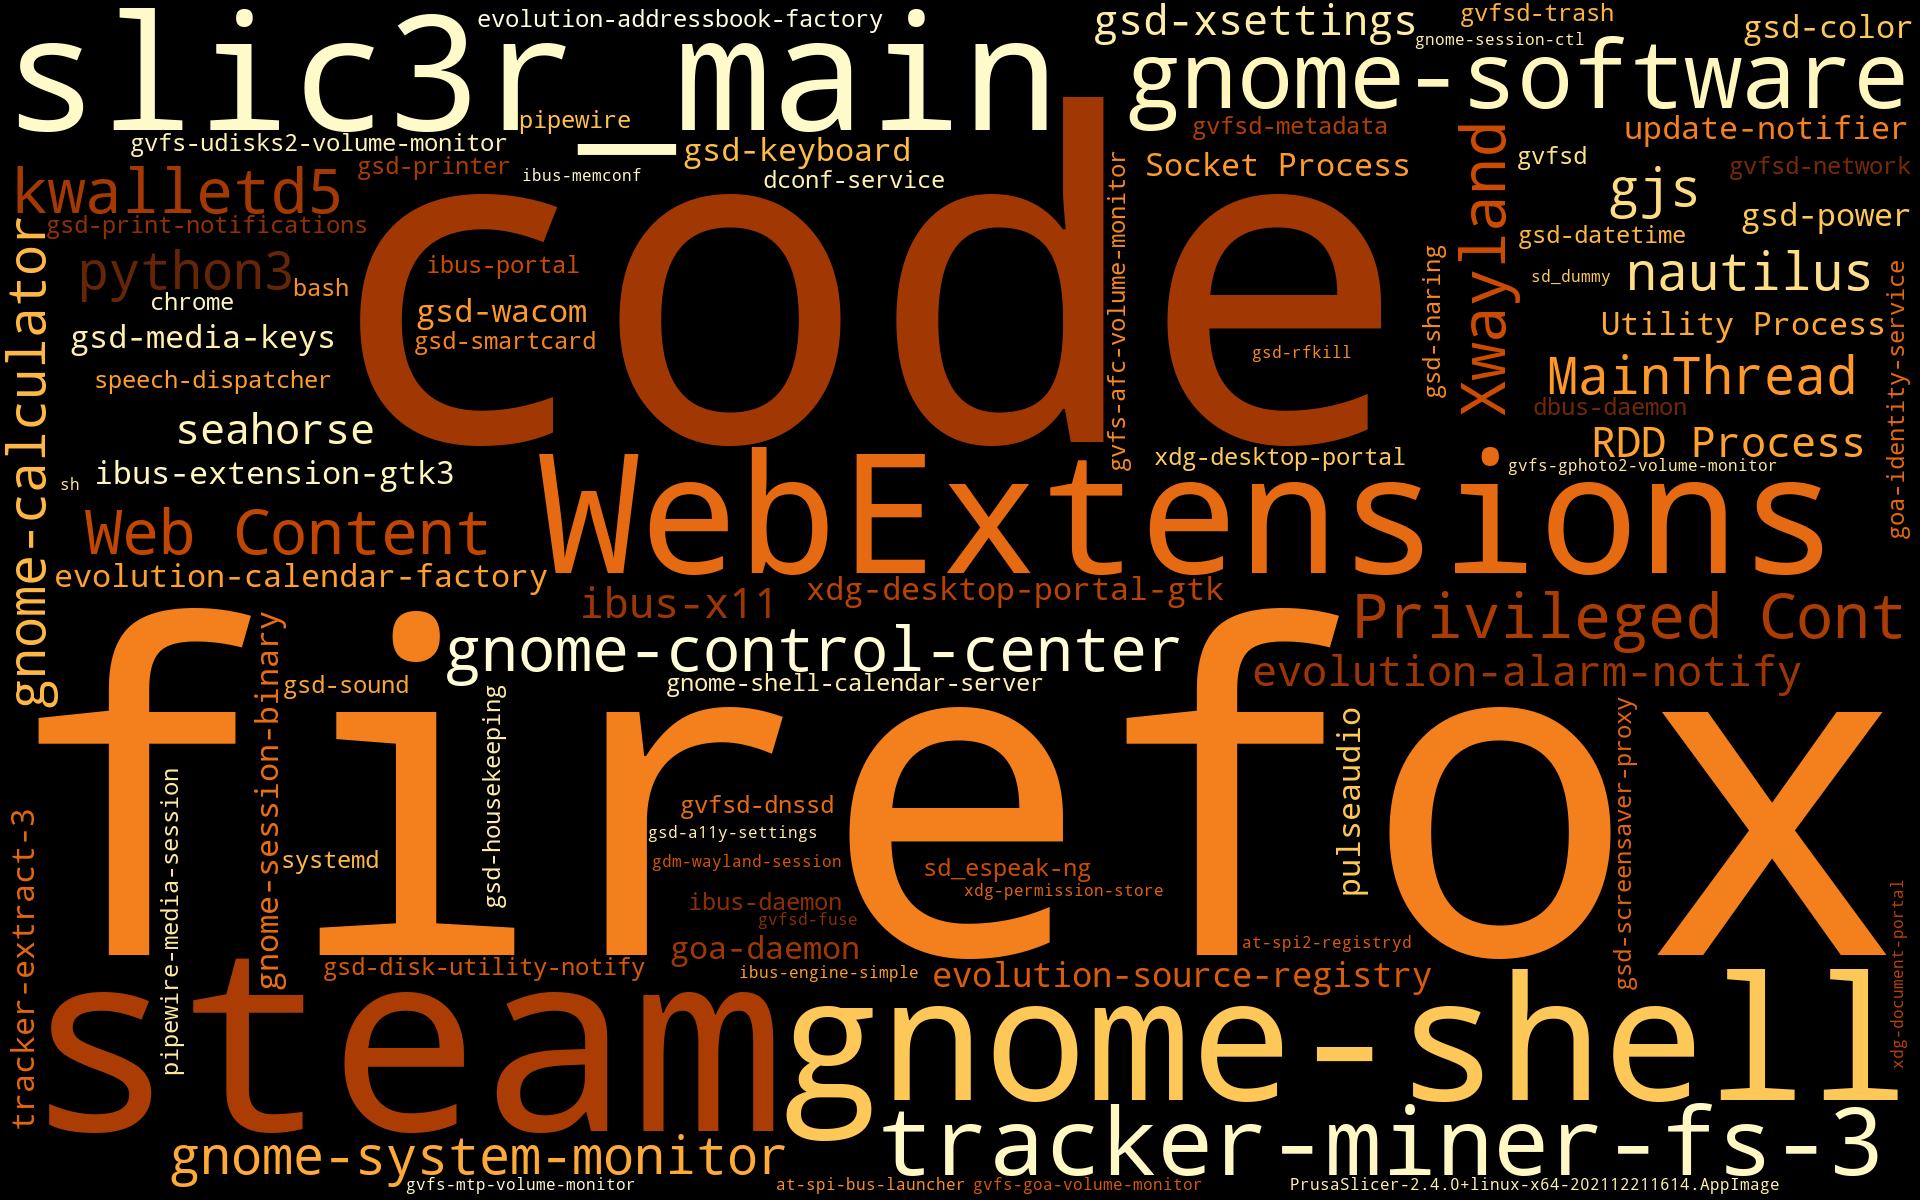 slic3r_main
evolution-addressbook-factory
gsd-xsettings
gvfsd-trash
gnome-session-ctl
gsd-color
gnome-software
pipewire
gvfs-udisks2-volume-monitor
gsd-printer
ibus-memconf
gsd-keyboard
dconf-service
gvfsd-metadata
Socket Process
update-notifier
gvfsd
gvfsd-network
gjs
gsd-power
gsd-datetime
sd_dummy
nautilus
Utility Process
MainThread
dbus-daemon
RDD Process
gvfs-gphoto2-volume-monitor
Xwayland
gsd-sharing
goa-identity-service
kwalletd5
gsd-print-notifications
python3
bash
chrome
gsd-media-keys
speech-dispatcher
seahorse
sh
ibus-extension-gtk3
gnome-calculator
code
ibus-portal
gsd-wacom
gsd-smartcard
gsd-rfkill
gvfs-afc-volume-monitor
xdg-desktop-portal
WebExtensions
Web Content
evolution-calendar-factory
ibus-x11
xdg-desktop-portal-gtk
Privileged Cont
gnome-control-center
evolution-alarm-notify
gnome-shell-calendar-server
gsd-sound
firefox
gnome-session-binary
gsd-housekeeping
pulseaudio
gsd-screensaver-proxy
gvfsd-dnssd
gsd-a11y-settings
gdm-wayland-session
systemd
sd_espeak-ng
xdg-permission-store
ibus-daemon
gvfsd-fuse
goa-daemon
at-spi2-registryd
ibus-engine-simple
gsd-disk-utility-notify
evolution-source-registry
tracker-extract-3
pipewire-media-session
xdg-document-portal
steam
gnome-shell
tracker-miner-fs-3
gnome-system-monitor
gvfs-mtp-volume-monitor
at-spi-bus-launcher
gvfs-goa-volume-monitor
PrusaSlicer-2.4.0+linux-x64-202112211614.AppImage